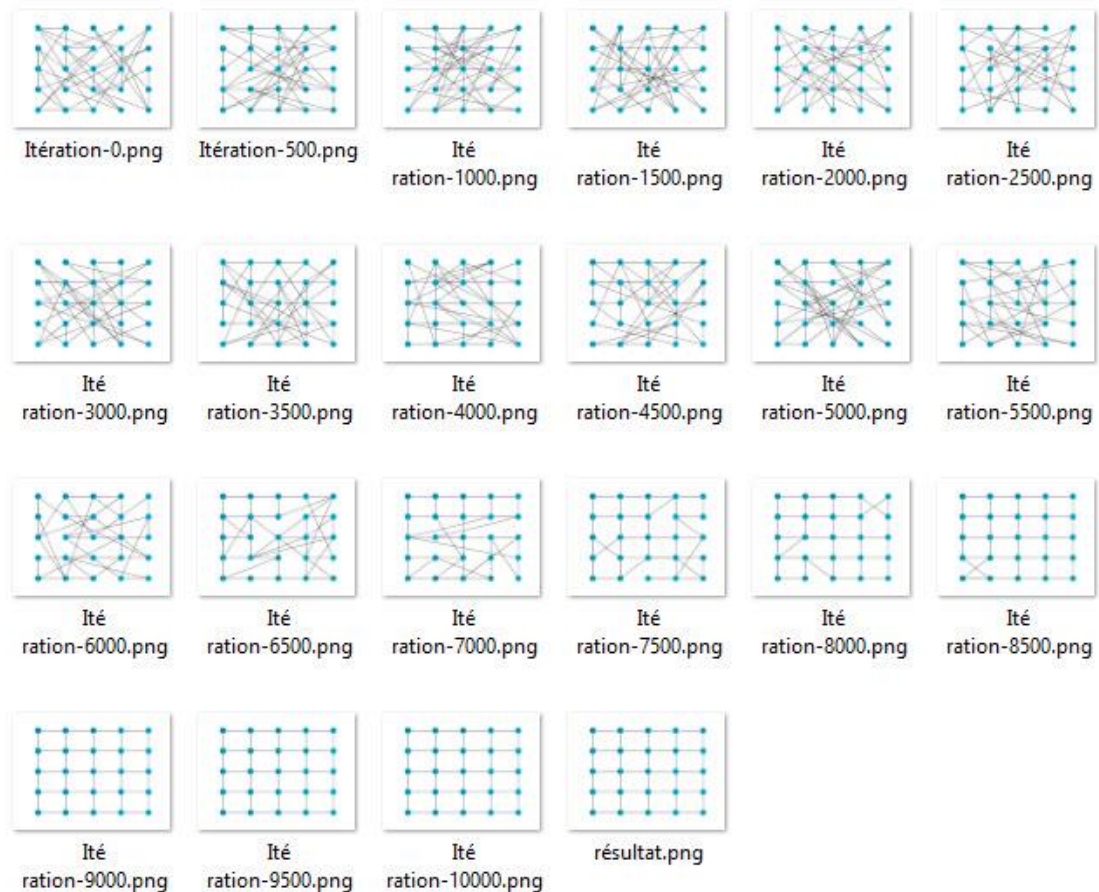 Itération-0.png
Itération-500.png
Ité
ration-1000.png
Ité
ration-1500.png
Ité
ration-2000.png
Ité
ration-2500.png
Ité
ration-3000.png
Ité
ration-3500.png
Ité
ration-4000.png
Ité
ration-4500.png
Ité
ration-5000.png
Ité
ration-5500.png
Ité
ration-6000.png
Ité
ration-6500.png
Ité
ration-7000.png
Ité
ration-7500.png
Ité
ration-8000.png
Ité
ration-8500.png
Ité
ration-9000.png
Ité
ration-9500.png
Ité
ration-10000.png
résultat.png